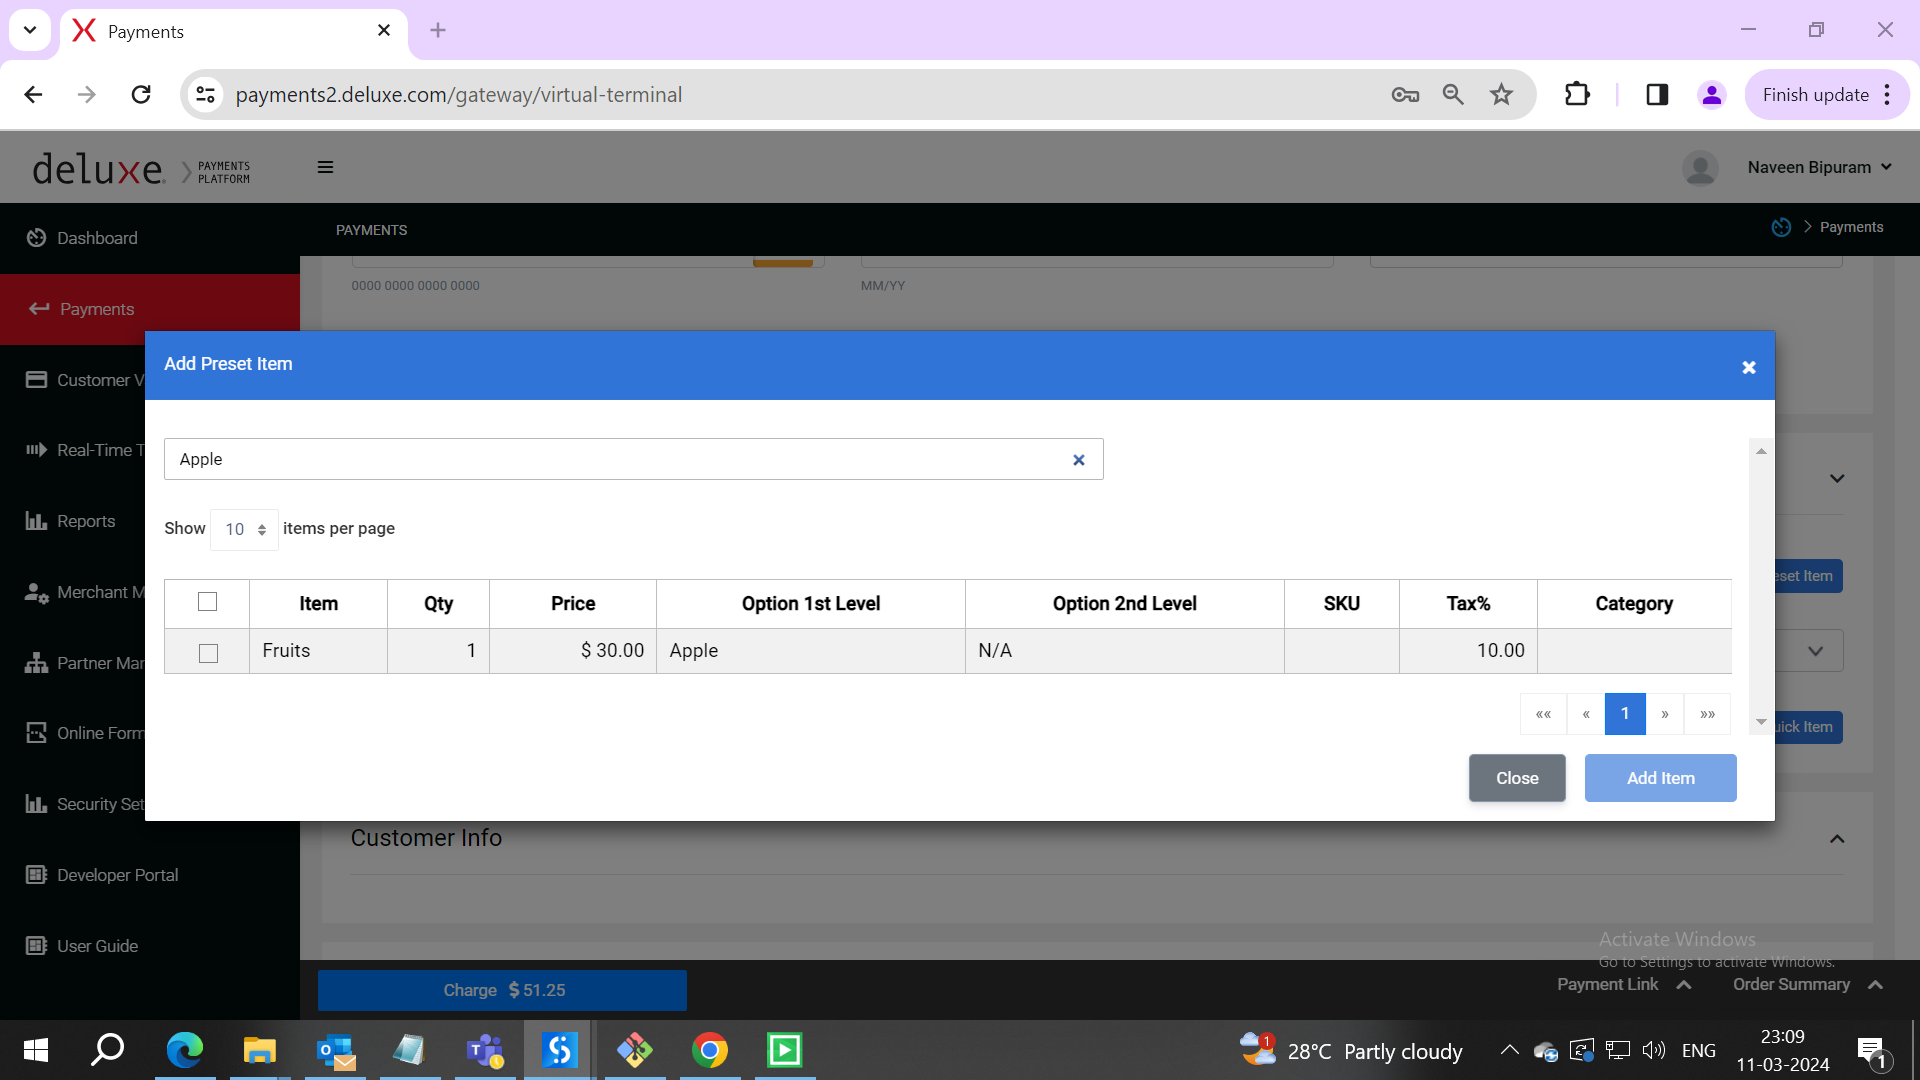 Payments
payments2.deluxe.com/gateway/virtual-terminal
Finish update
deluxe. PAYMENTS PLATFORM
Naveen Bipuram
Dashboard
PAYMENTS
Payments
0000 0000 0000 0000
MM/YY
Payments
Add Preset Item
Customer V
Apple
Real-Time T
Show 10 items per page
Reports
eset Item
Item Qty Price Option 1st Level Option 2nd Level SKU Tax% Category
Merchant M
Fruits 1 $ 30.00 Apple N/A 10.00
Partner Mar
«« « 1 » »»
Online Form
uick Item
Close
Add Item
Security Set
Customer Info
Developer Portal
User Guide
Activate Windows
Go to Settings to activate Windows.
Charge $ 51.25
Payment Link
Order Summary
1
28°C Partly cloudy
ENG
23:09
11-03-2024
1